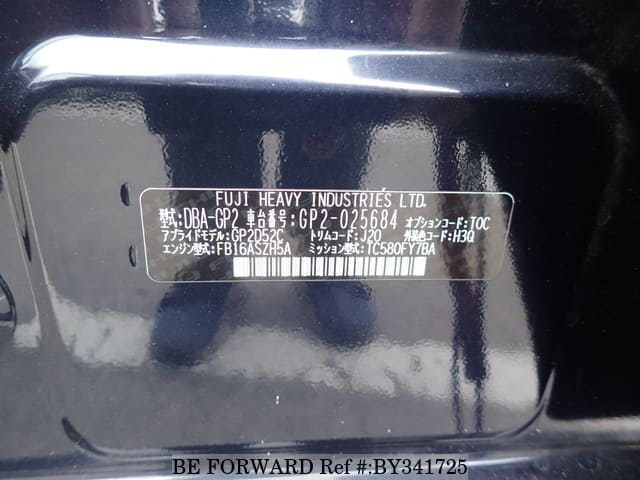 FUJI HEAVY INDUSTRIES LTD.
型式:DBA-GP2 車台番号:GP2-025684 オプションコード:TOC
アプライドモデル:GP2D52C トリムコード:J20 外装色コード:H3Q
エンジン型式:FB16ASZH5A ミッション型式:TC580FY7BA
BE FORWARD Ref #:BY341725